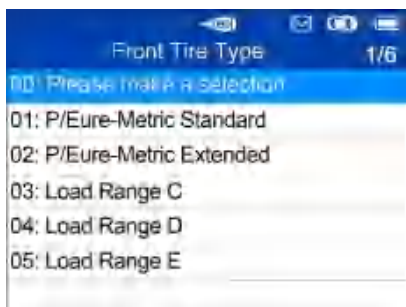 Front Tire Type 1/6
00: Please make a selection
01: P/Eure-Metric Standard
02: P/Eure-Metric Extended
03: Load Range C
04: Load Range D
05: Load Range E